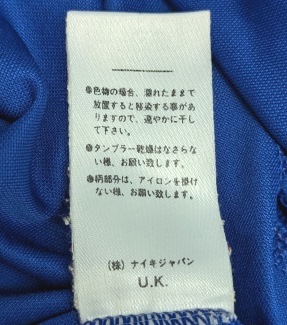 ●色物の場合、濡れたままで
放置すると移染する事があ
りますので、速やかに干し
て下さい。
●タンブラー乾燥はなさらな
い様、お願い致します。
●柄部分は、アイロンを掛け
ない様、お願い致します。
(株) ナイキジャパン
U.K.